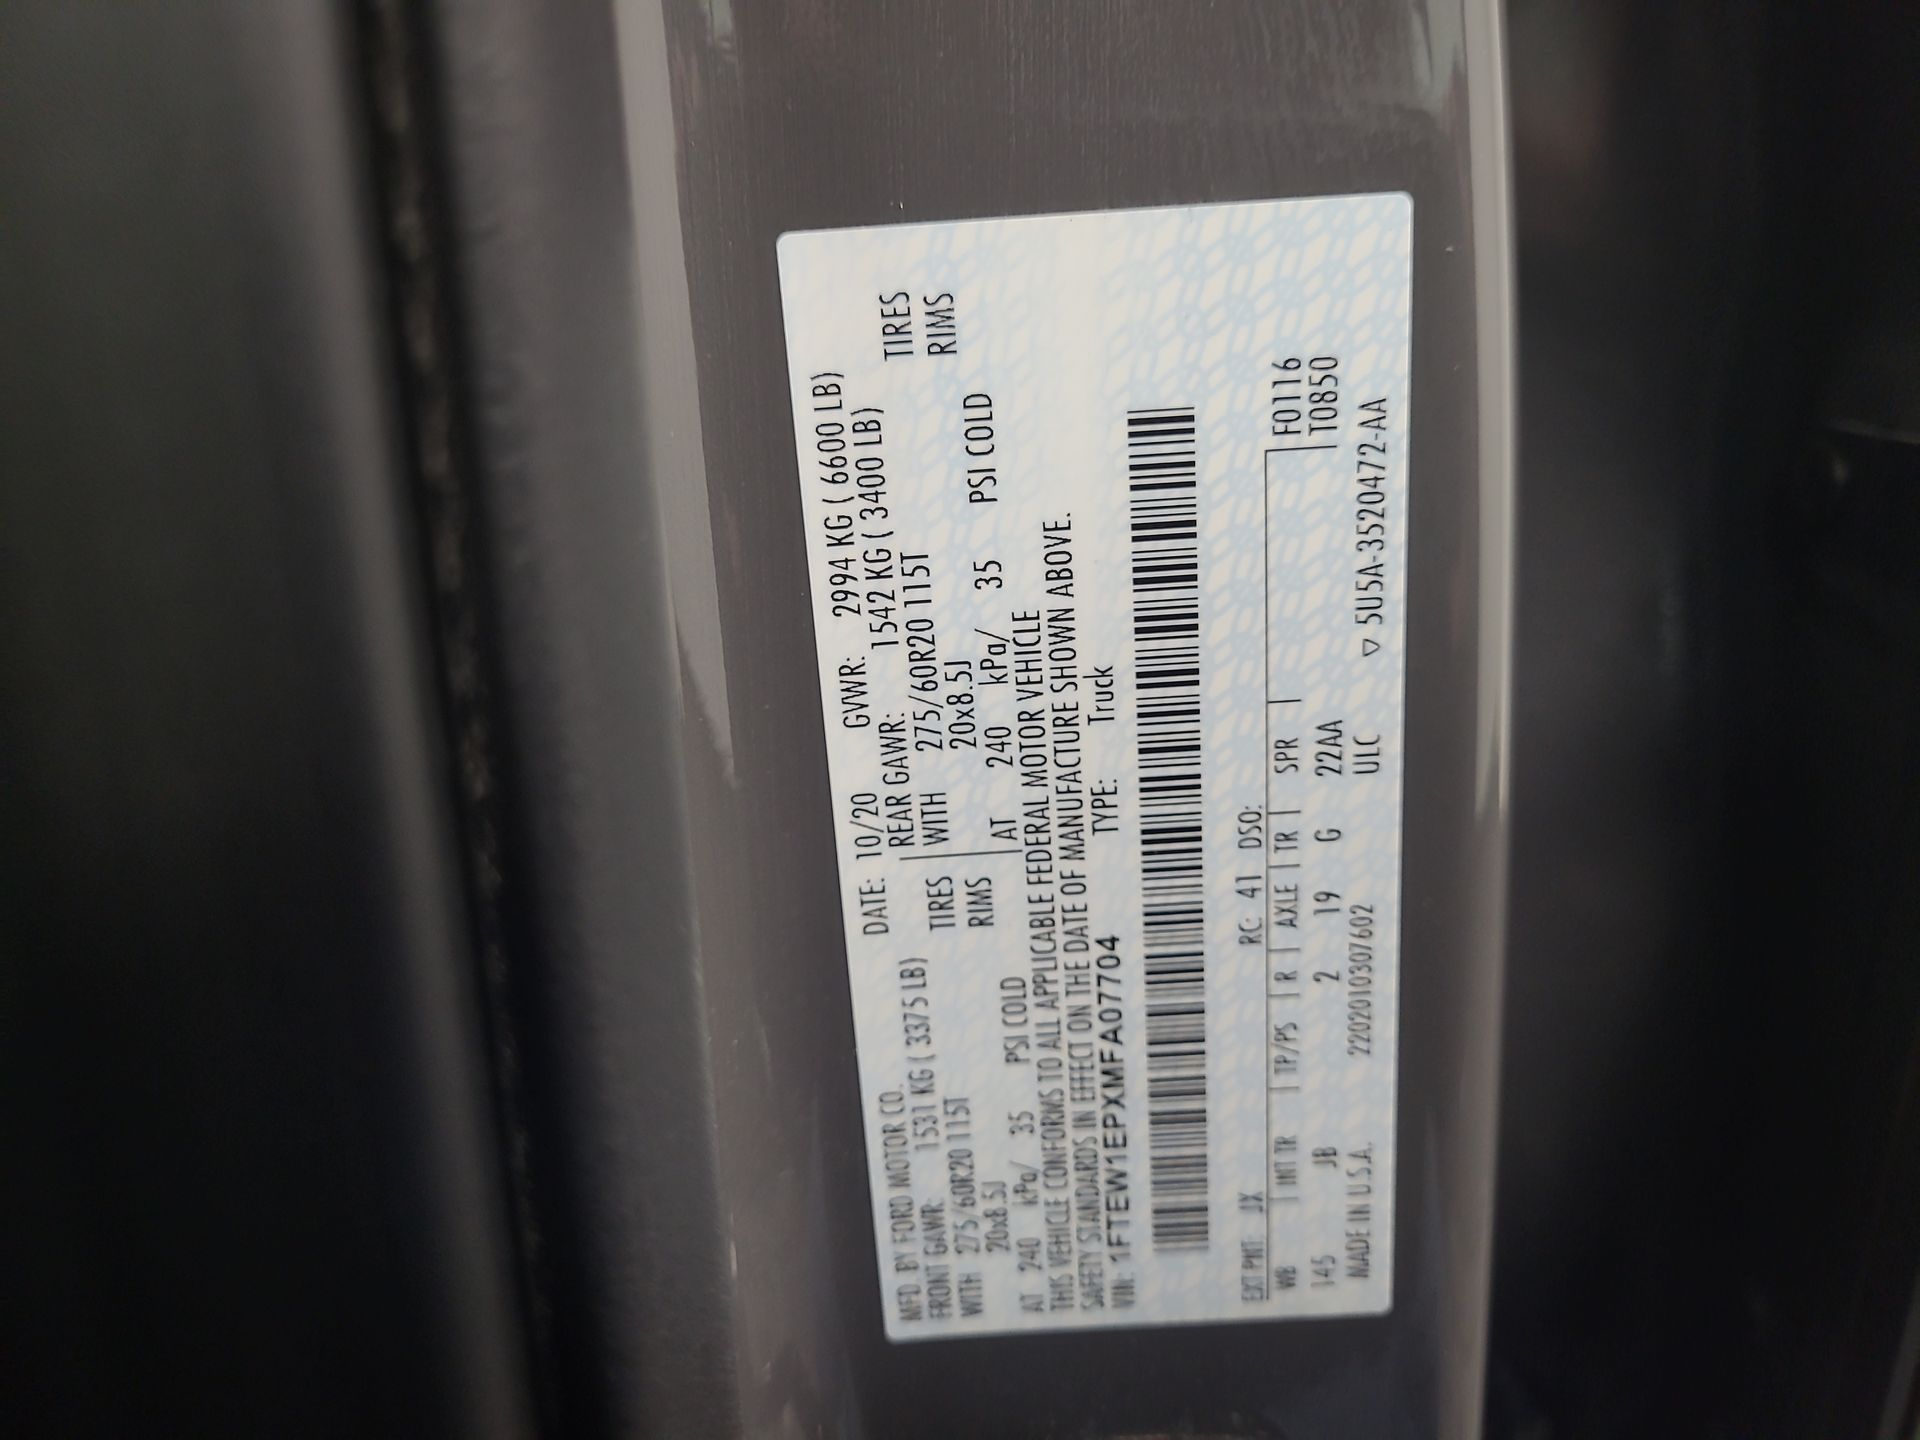 MFD. BY FORD MOTOR CO. DATE: 10/20 GVWR: 2994 KG ( 6600 LB)
FRONT GAWR: 1531 KG ( 3375 LB) REAR GAWR: 1542 KG ( 3400 LB)
WITH 275/60R20 115T TIRES WITH 275/60R20 115T TIRES
20x8.5J RIMS 20x8.5J RIMS
AT 240 kPa/ 35 PSI COLD AT 240 kPa/ 35 PSI COLD
THIS VEHICLE CONFORMS TO ALL APPLICABLE FEDERAL MOTOR VEHICLE
SAFETY STANDARDS IN EFFECT ON THE DATE OF MANUFACTURE SHOWN ABOVE.
VIN: 1FTEW1EPXMFA07704 TYPE: Truck
EXT PNT: JX RC: 41 DSO:
WB | INT TR | TP/PS | R | AXLE | TR | SPR | F0116
145 JB 2 19 G 22AA T0850
MADE IN U.S.A. 2202010307602 ULC ▽ 5U5A-3520472-AA